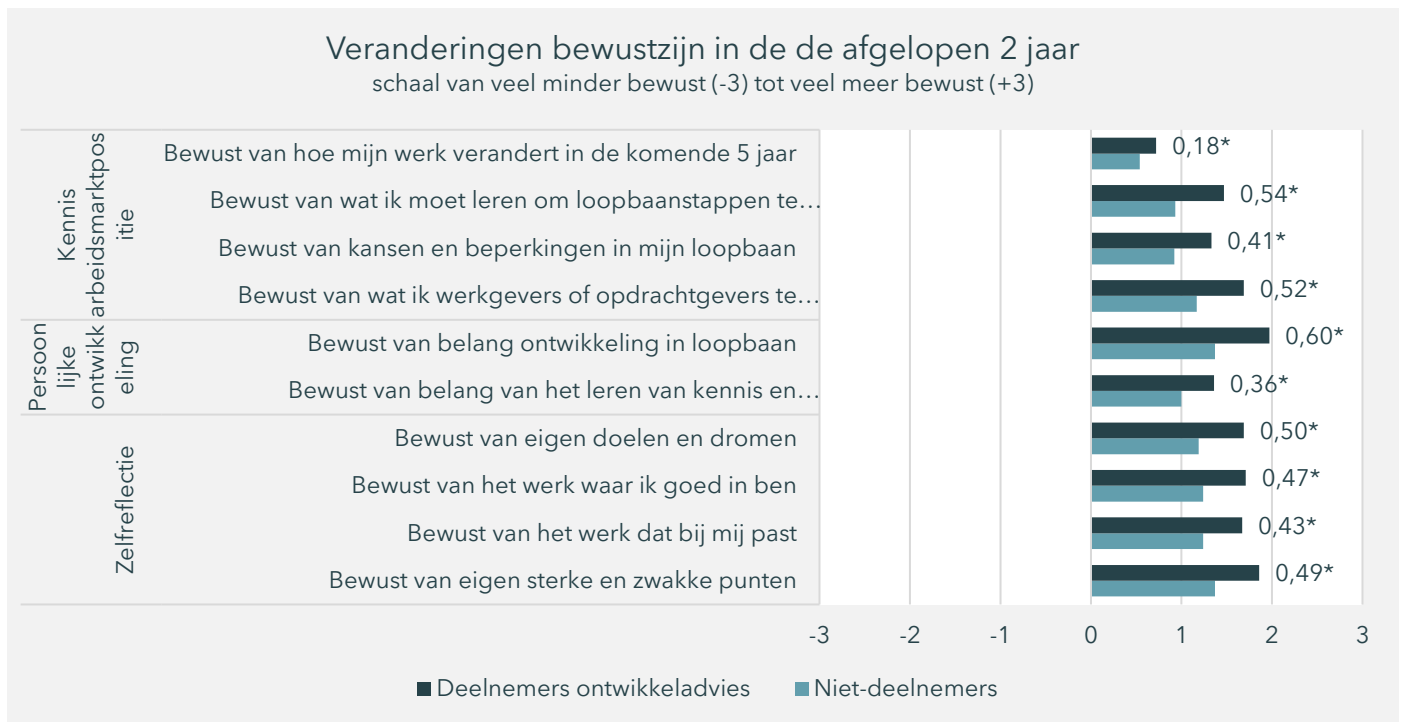 Veranderingen bewustzijn in de de afgelopen 2 jaar
schaal van veel minder bewust (-3) tot veel meer bewust (+3)
Kennis
arbeidsmarktpos
itie
Bewust van hoe mijn werk verandert in de komende 5 jaar
0,18*
Bewust van wat ik moet leren om loopbaanstappen te…
0,54*
Bewust van kansen en beperkingen in mijn loopbaan
0,41*
Bewust van wat ik werkgevers of opdrachtgevers te…
0,52*
Persoon
lijke
ontwikk
eling
Bewust van belang ontwikkeling in loopbaan
0,60*
Bewust van belang van het leren van kennis en…
0,36*
Zelfreflectie
Bewust van eigen doelen en dromen
0,50*
Bewust van het werk waar ik goed in ben
0,47*
Bewust van het werk dat bij mij past
0,43*
Bewust van eigen sterke en zwakke punten
0,49*
-3 -2 -1 0 1 2 3
Deelnemers ontwikkeladvies Niet-deelnemers